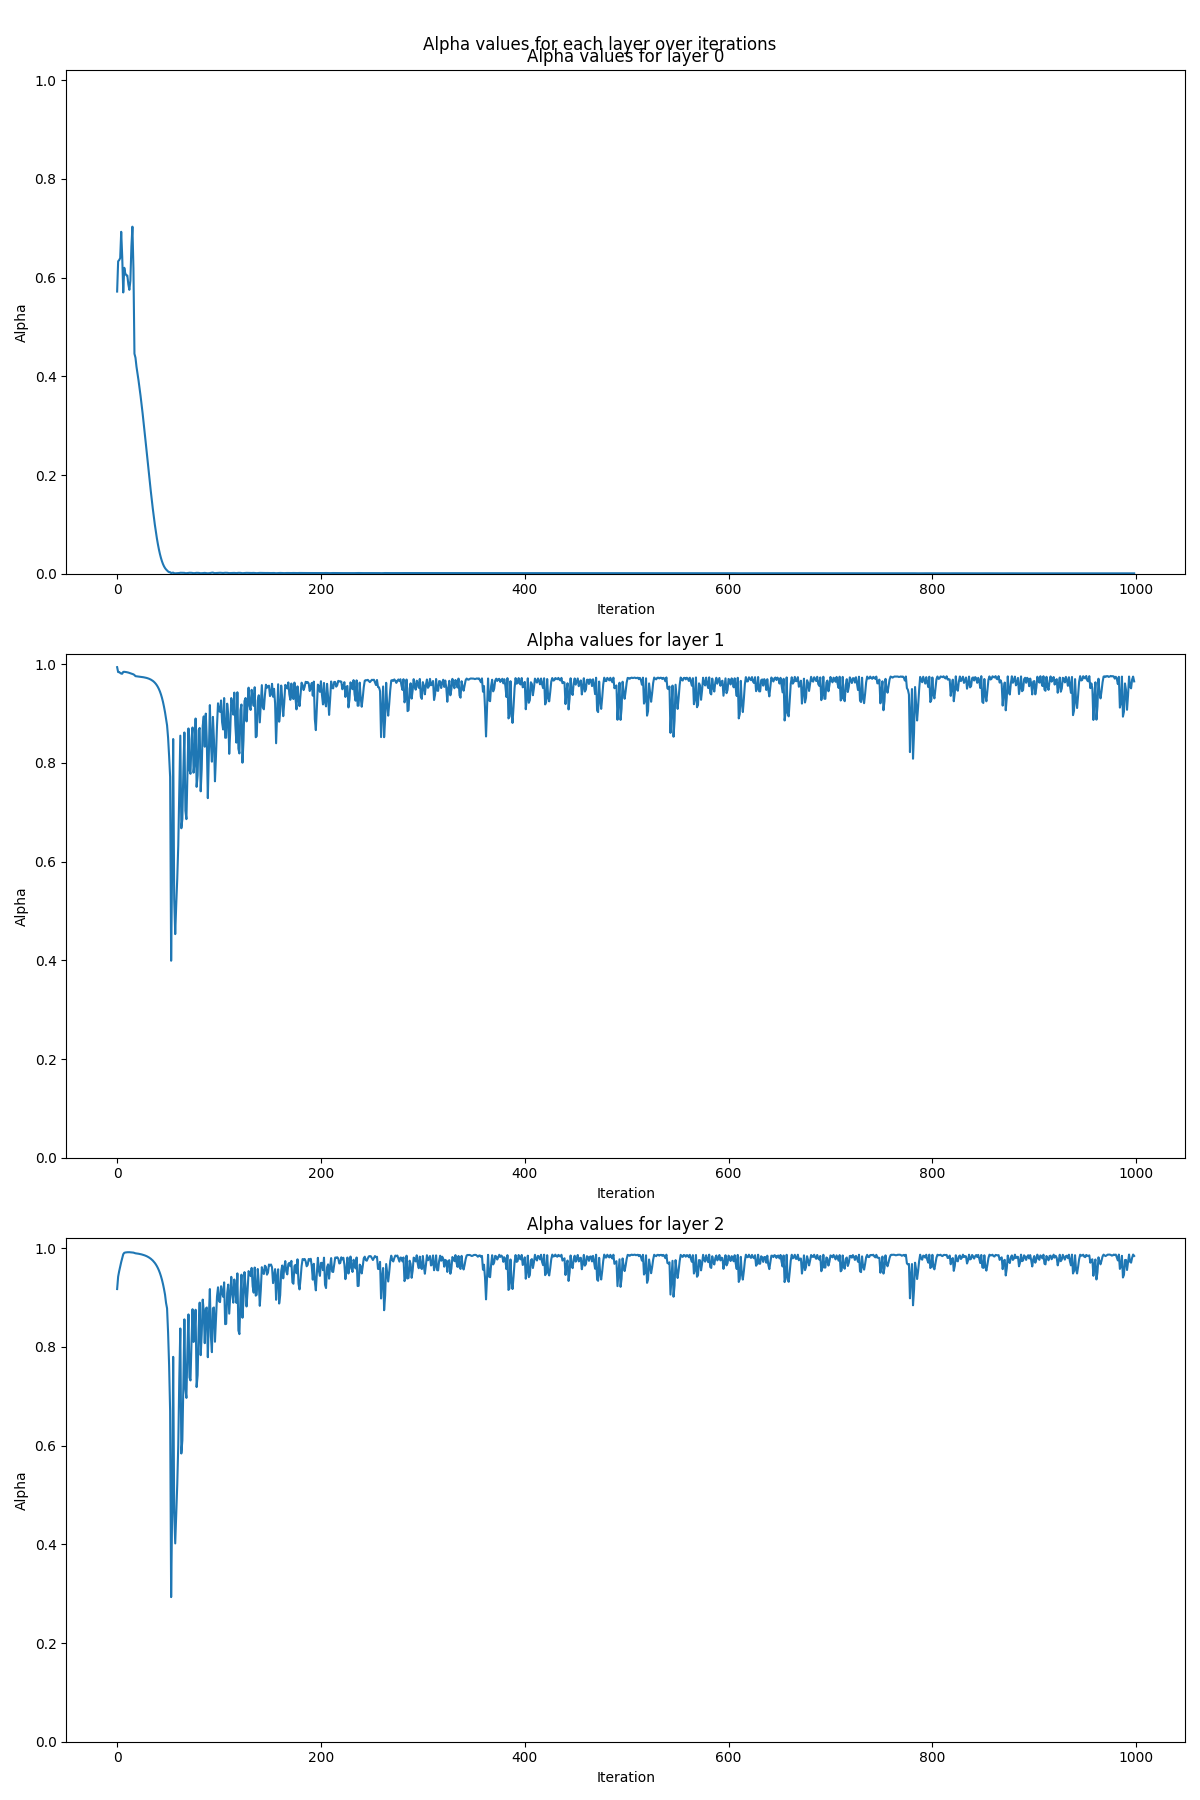 Alpha values for each layer over iterations
Alpha values for layer 0
1.0
0.8
0.6
0.4
0.2
0.0
Alpha
0 200 400 600 800 1000
Iteration
Alpha values for layer 1
1.0
0.8
0.6
0.4
0.2
0.0
Alpha
0 200 400 600 800 1000
Iteration
Alpha values for layer 2
1.0
0.8
0.6
0.4
0.2
0.0
Alpha
0 200 400 600 800 1000
Iteration